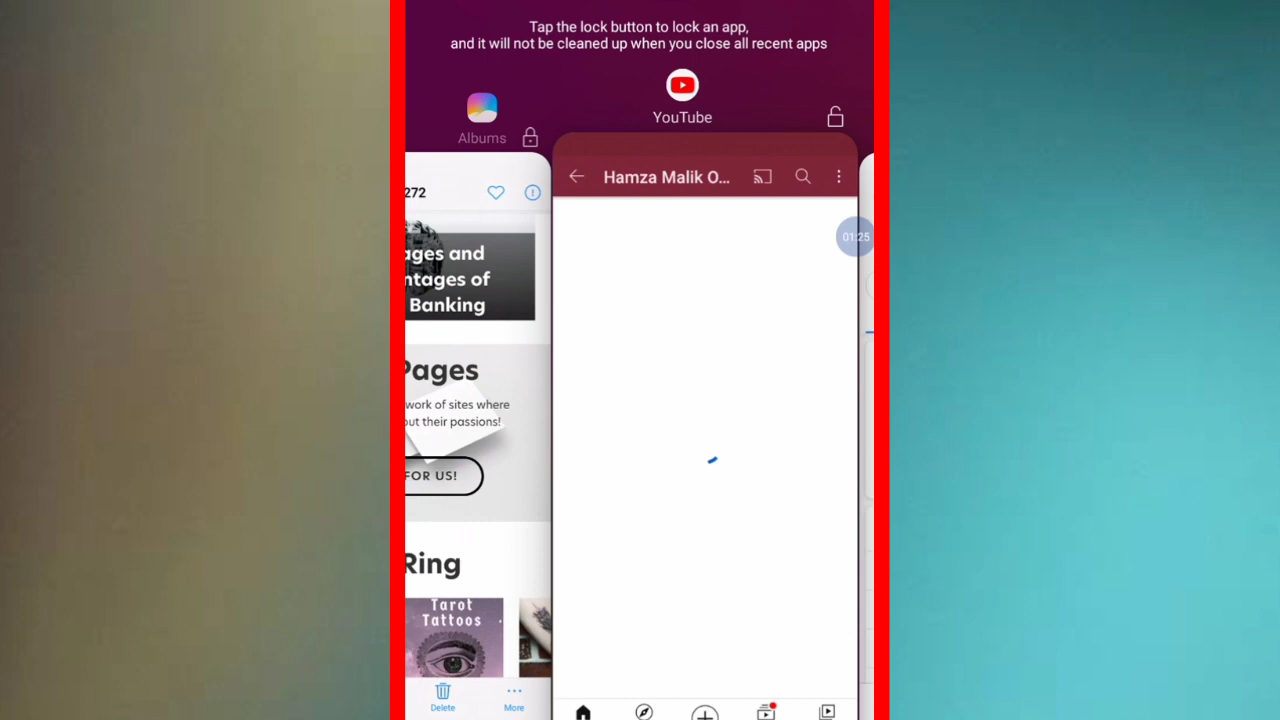 Tap the lock button to lock an app,
and it will not be cleaned up when you close all recent apps
Albums
YouTube
272
Hamza Malik O...
01:25
ages and
ntages of
Banking
Pages
work of sites where
out their passions!
FOR US!
Ring
Tarot
Tattoos
Delete
More